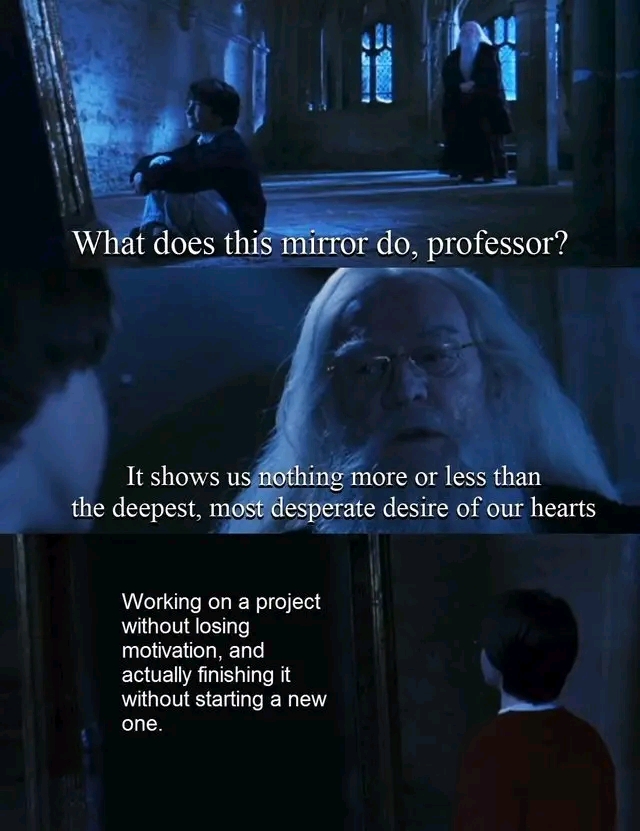 What does this mirror do, professor?
It shows us nothing more or less than
the deepest, most desperate desire of our hearts
Working on a project
without losing
motivation, and
actually finishing it
without starting a new
one.